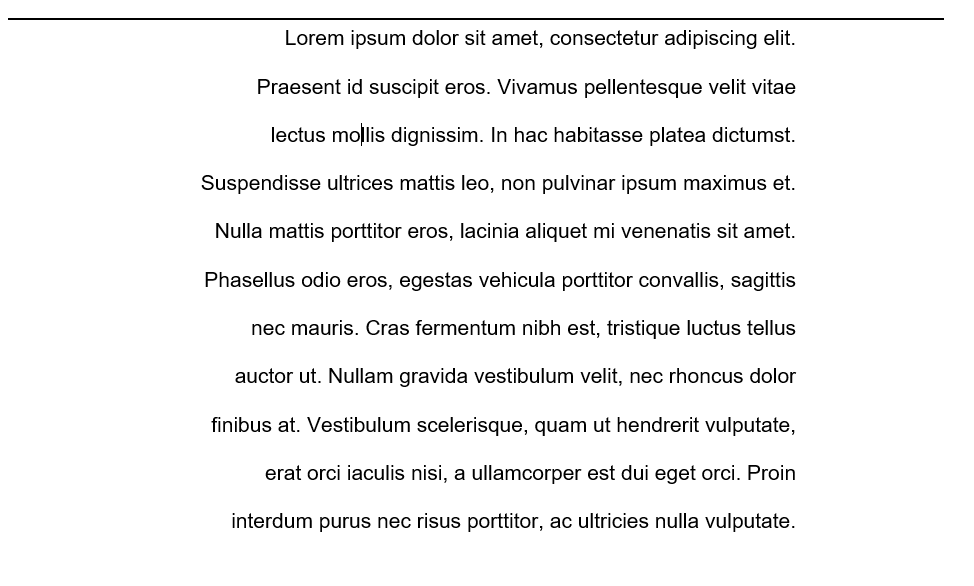 Lorem ipsum dolor sit amet, consectetur adipiscing elit.
Praesent id suscipit eros. Vivamus pellentesque velit vitae
lectus mollis dignissim. In hac habitasse platea dictumst.
Suspendisse ultrices mattis leo, non pulvinar ipsum maximus et.
Nulla mattis porttitor eros, lacinia aliquet mi venenatis sit amet.
Phasellus odio eros, egestas vehicula porttitor convallis, sagittis
nec mauris. Cras fermentum nibh est, tristique luctus tellus
auctor ut. Nullam gravida vestibulum velit, nec rhoncus dolor
finibus at. Vestibulum scelerisque, quam ut hendrerit vulputate,
erat orci iaculis nisi, a ullamcorper est dui eget orci. Proin
interdum purus nec risus porttitor, ac ultricies nulla vulputate.